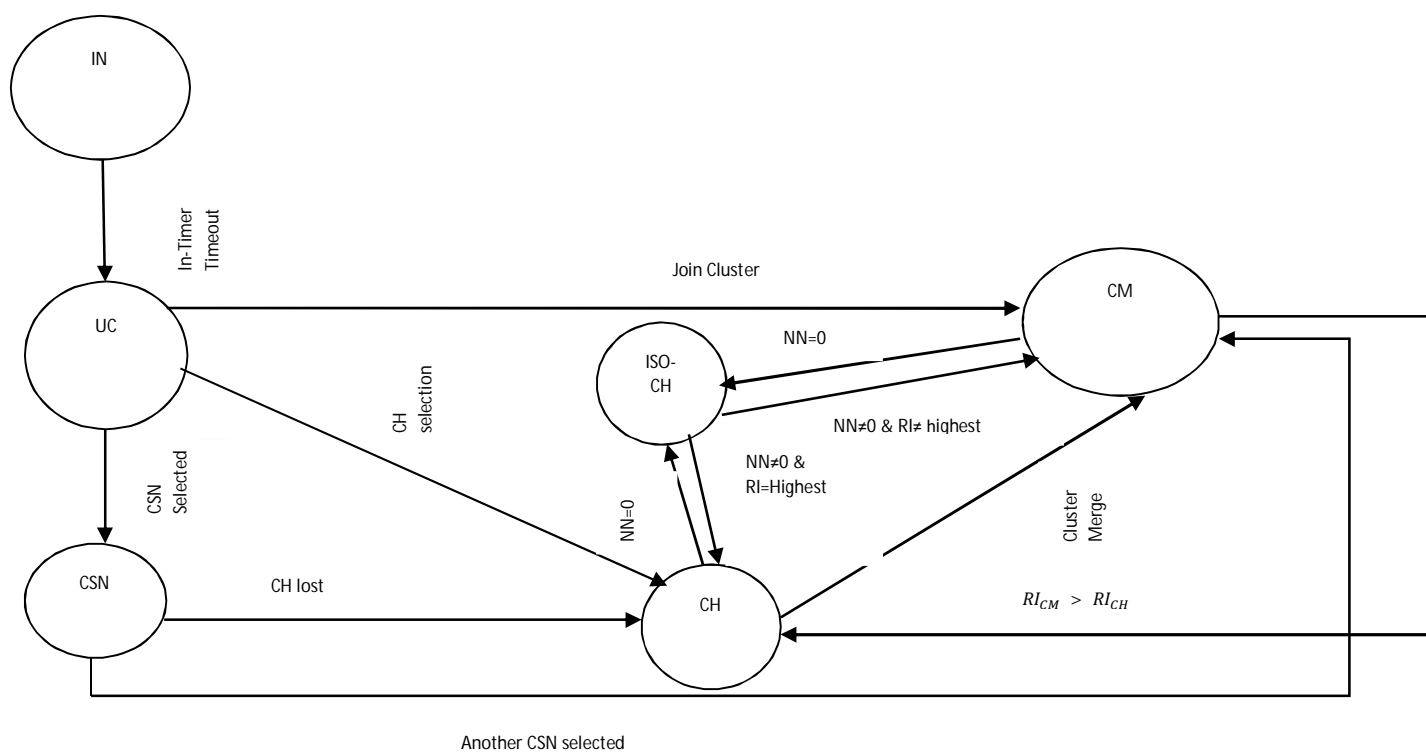 IN
In-Timer
Timeout
Join Cluster
CM
UC
NN=0
ISO-
CH
CH
selection
NN≠0 & RI≠ highest
NN≠0 &
RI=Highest
CSN
Selected
NN=0
Cluster
Merge
CSN
CH lost
CH
RI_CM > RI_CH
Another CSN selected